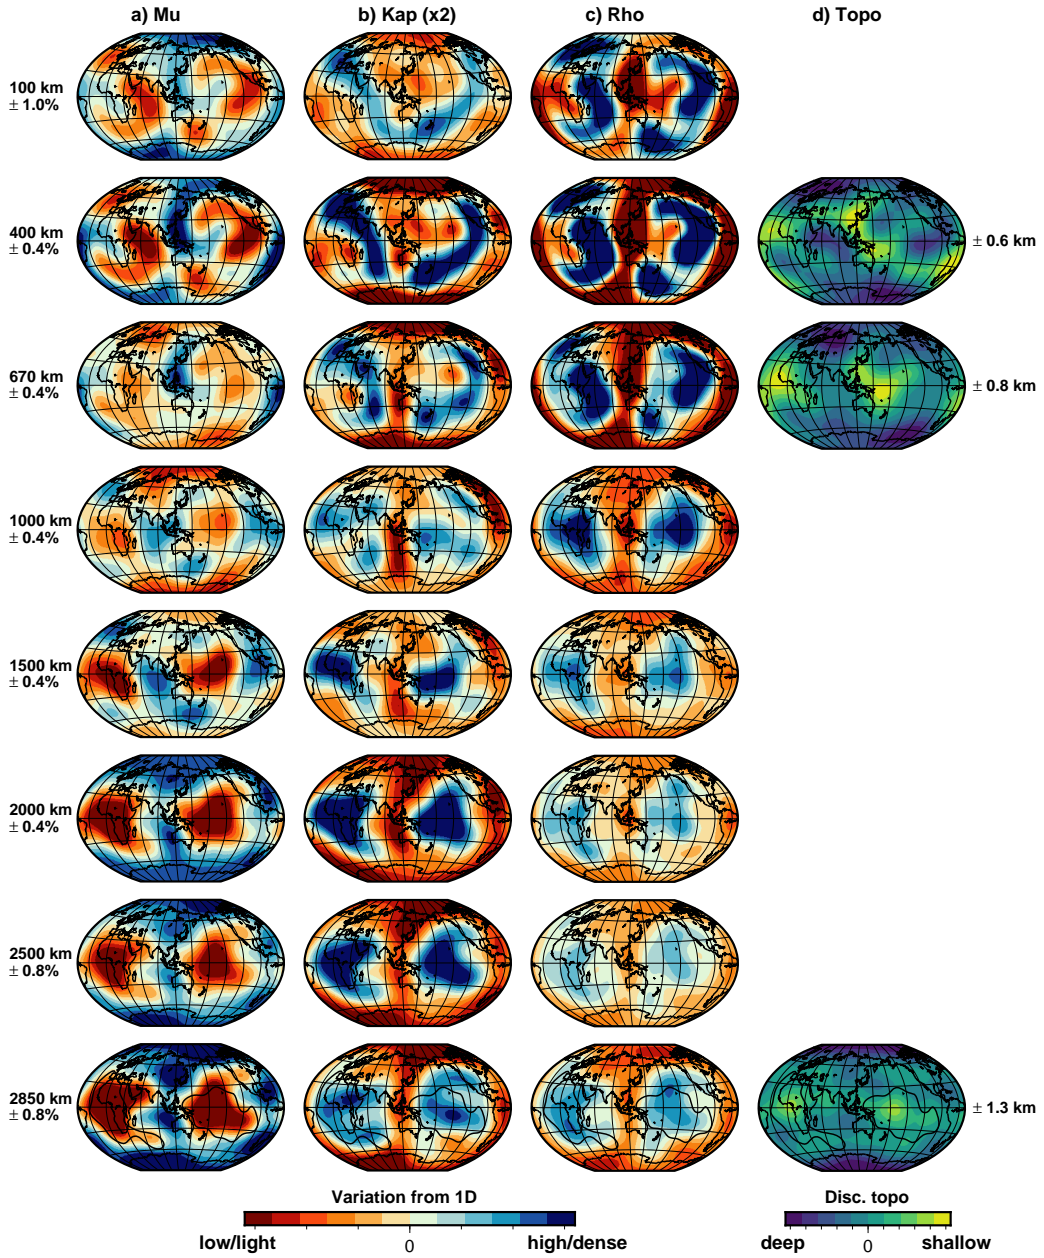 a) Mu b) Kap (x2) c) Rho d) Topo
100 km
± 1.0%
400 km
± 0.4%
± 0.6 km
670 km
± 0.4%
± 0.8 km
1000 km
± 0.4%
1500 km
± 0.4%
2000 km
± 0.4%
2500 km
± 0.8%
2850 km
± 0.8%
± 1.3 km
Variation from 1D Disc. topo
low/light 0 high/dense deep 0 shallow